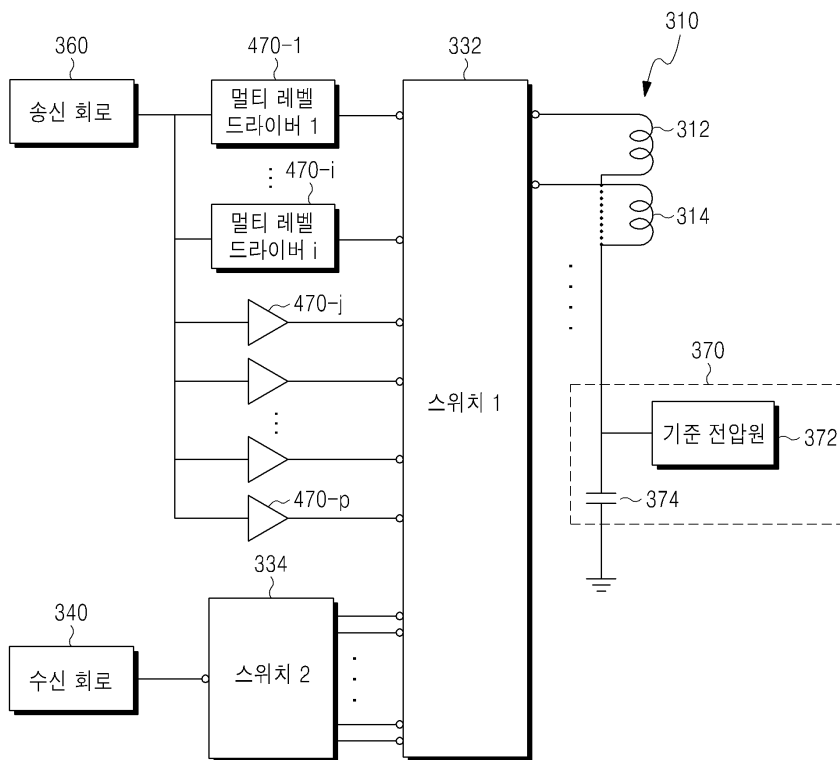 360
송신 회로
470-1
멀티 레벨
드라이버 1
470-i
멀티 레벨
드라이버 i
470-j
470-p
332
스위치 1
310
312
314
370
기준 전압원
372
374
334
스위치 2
340
수신 회로